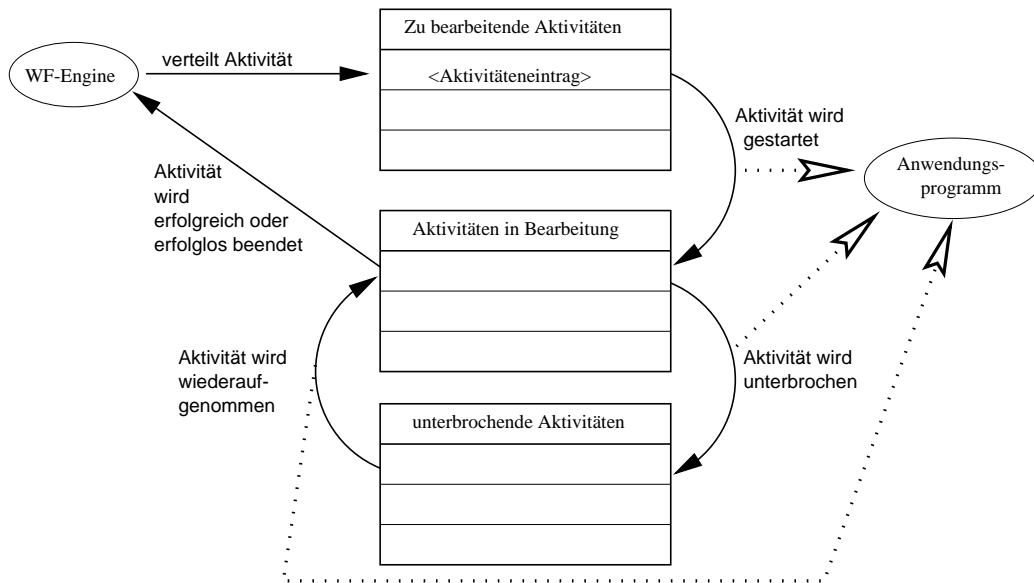 Zu bearbeitende Aktivitäten
verteilt Aktivität
WF-Engine
<Aktivitäteneintrag>
Aktivität wird
gestartet
Anwendungs-
programm
Aktivität
wird
erfolgreich oder
erfolglos beendet
Aktivitäten in Bearbeitung
Aktivität wird
wiederauf-
genommen
Aktivität wird
unterbrochen
unterbrochende Aktivitäten